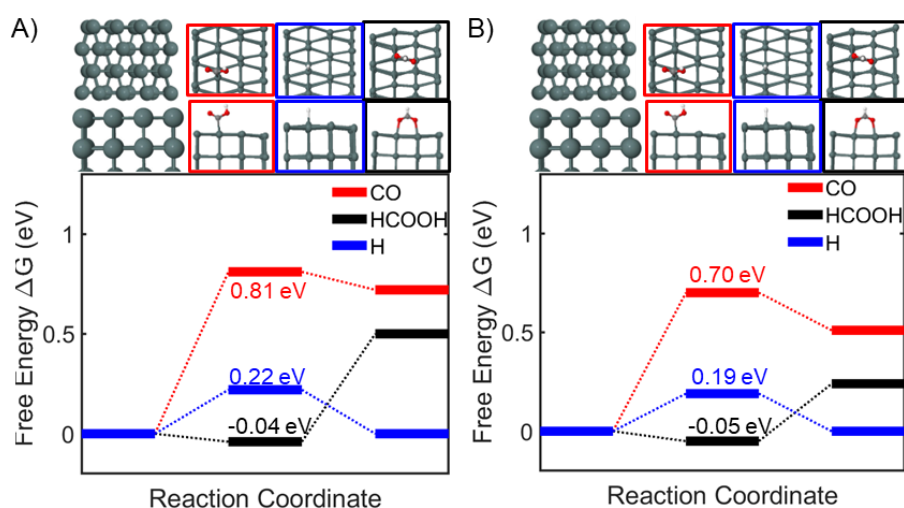 A)
CO
HCOOH
H
1
0.5
0
0.81 eV
0.22 eV
-0.04 eV
Free Energy ΔG (eV)
Reaction Coordinate
B)
CO
HCOOH
H
1
0.5
0
0.70 eV
0.19 eV
-0.05 eV
Free Energy ΔG (eV)
Reaction Coordinate